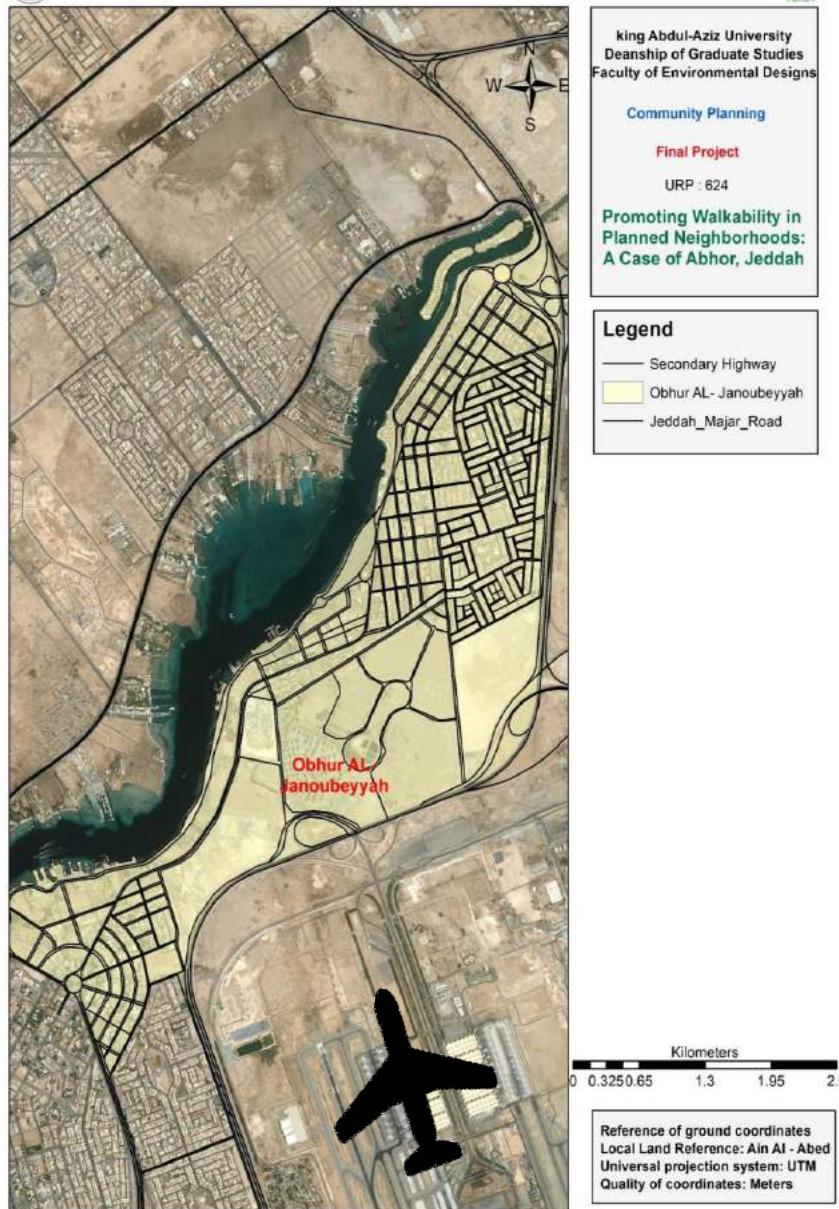 king Abdul-Aziz University
Deanship of Graduate Studies
Faculty of Environmental Designs
Community Planning
Final Project
URP : 624
Promoting Walkability in
Planned Neighborhoods:
A Case of Abhor, Jeddah
N
W E
S
Legend
Secondary Highway
Obhur AL- Janoubeyyah
Jeddah_Majar_Road
Obhur AL
Janoubeyyah
Kilometers
0 0.325 0.65 1.3 1.95 2.
Reference of ground coordinates
Local Land Reference: Ain Al - Abed
Universal projection system: UTM
Quality of coordinates: Meters